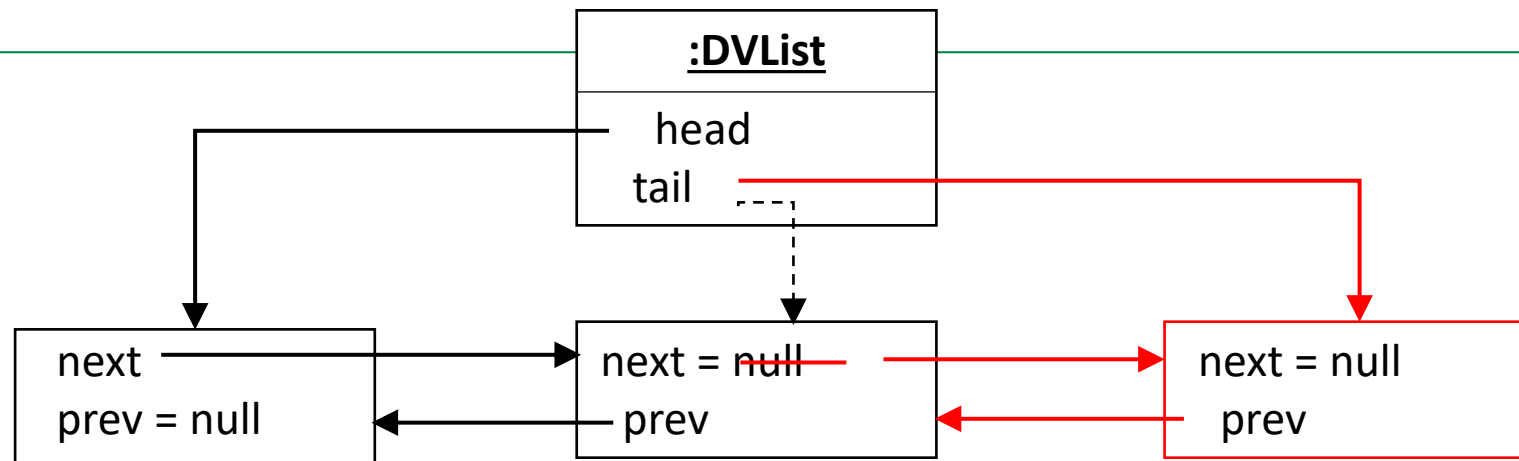 :DVList
head
tail
next
prev = null
next = null
prev
next = null
prev